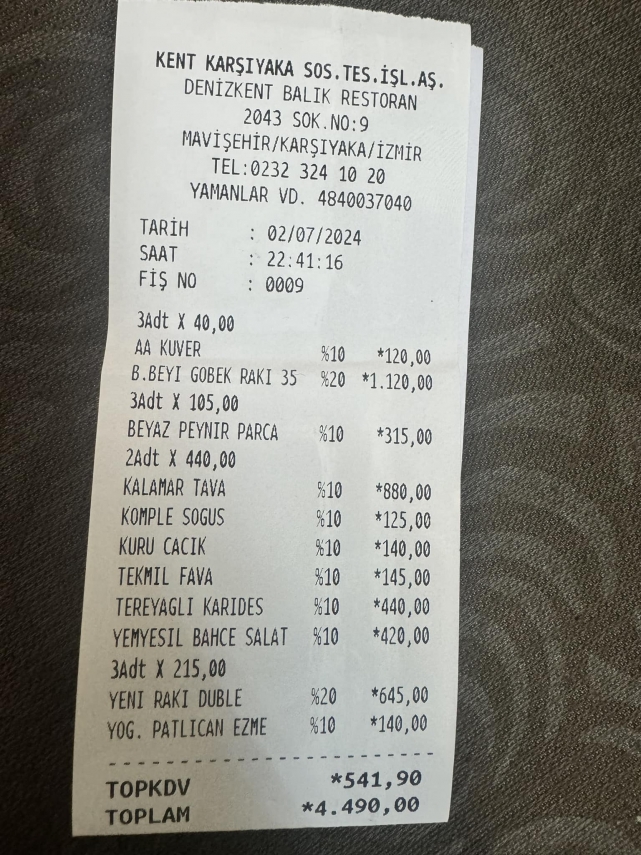 KENT KARŞIYAKA SOS.TES.İŞL.AŞ.
DENİZKENT BALIK RESTORAN
2043 SOK.NO:9
MAVİŞEHİR/KARŞIYAKA/İZMİR
TEL:0232 324 10 20
YAMANLAR VD. 4840037040
TARİH : 02/07/2024
SAAT : 22:41:16
FİŞ NO : 0009
3Adt X 40,00
AA KUVER %10 *120,00
B.BEYI GOBEK RAKI 35 %20 *1.120,00
3Adt X 105,00
BEYAZ PEYNIR PARCA %10 *315,00
2Adt X 440,00
KALAMAR TAVA %10 *880,00
KOMPLE SOGUS %10 *125,00
KURU CACIK %10 *140,00
TEKMIL FAVA %10 *145,00
TEREYAGLI KARIDES %10 *440,00
YEMYESIL BAHCE SALAT %10 *420,00
3Adt X 215,00
YENI RAKI DUBLE %20 *645,00
YOG. PATLICAN EZME %10 *140,00
TOPKDV *541,90
TOPLAM *4.490,00